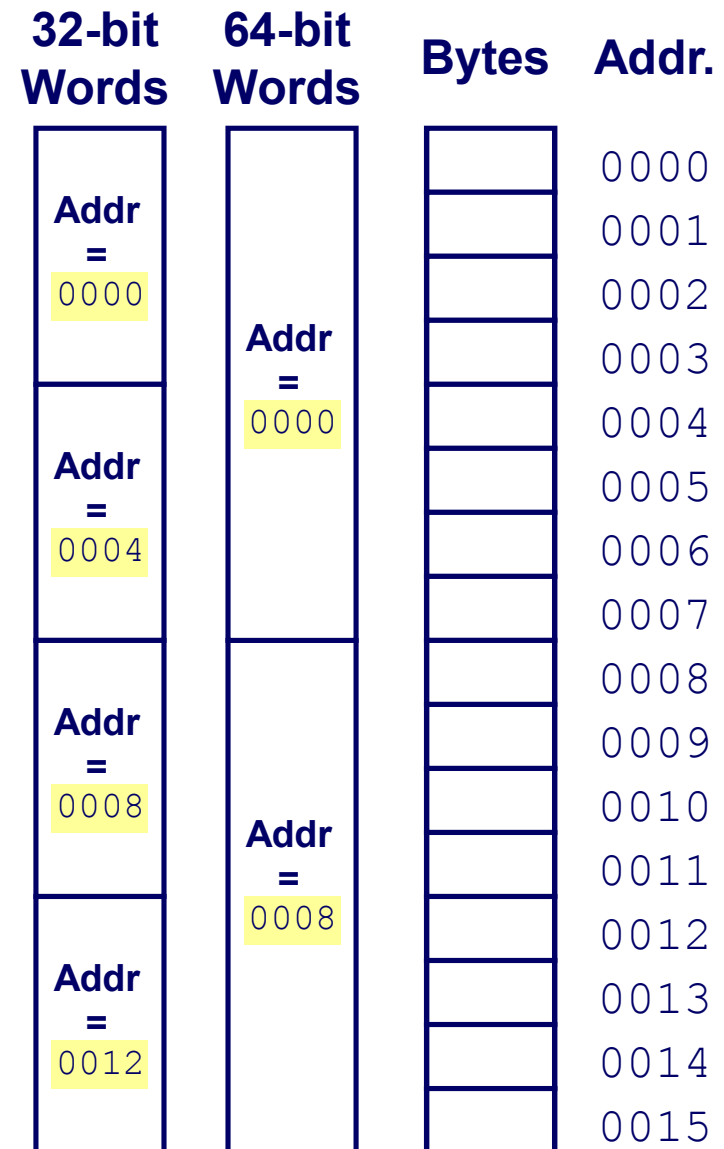 32-bit
Words
64-bit
Words
Bytes
Addr.
Addr
=
0000
Addr
=
0004
Addr
=
0008
Addr
=
0012
Addr
=
0000
Addr
=
0008
0000
0001
0002
0003
0004
0005
0006
0007
0008
0009
0010
0011
0012
0013
0014
0015